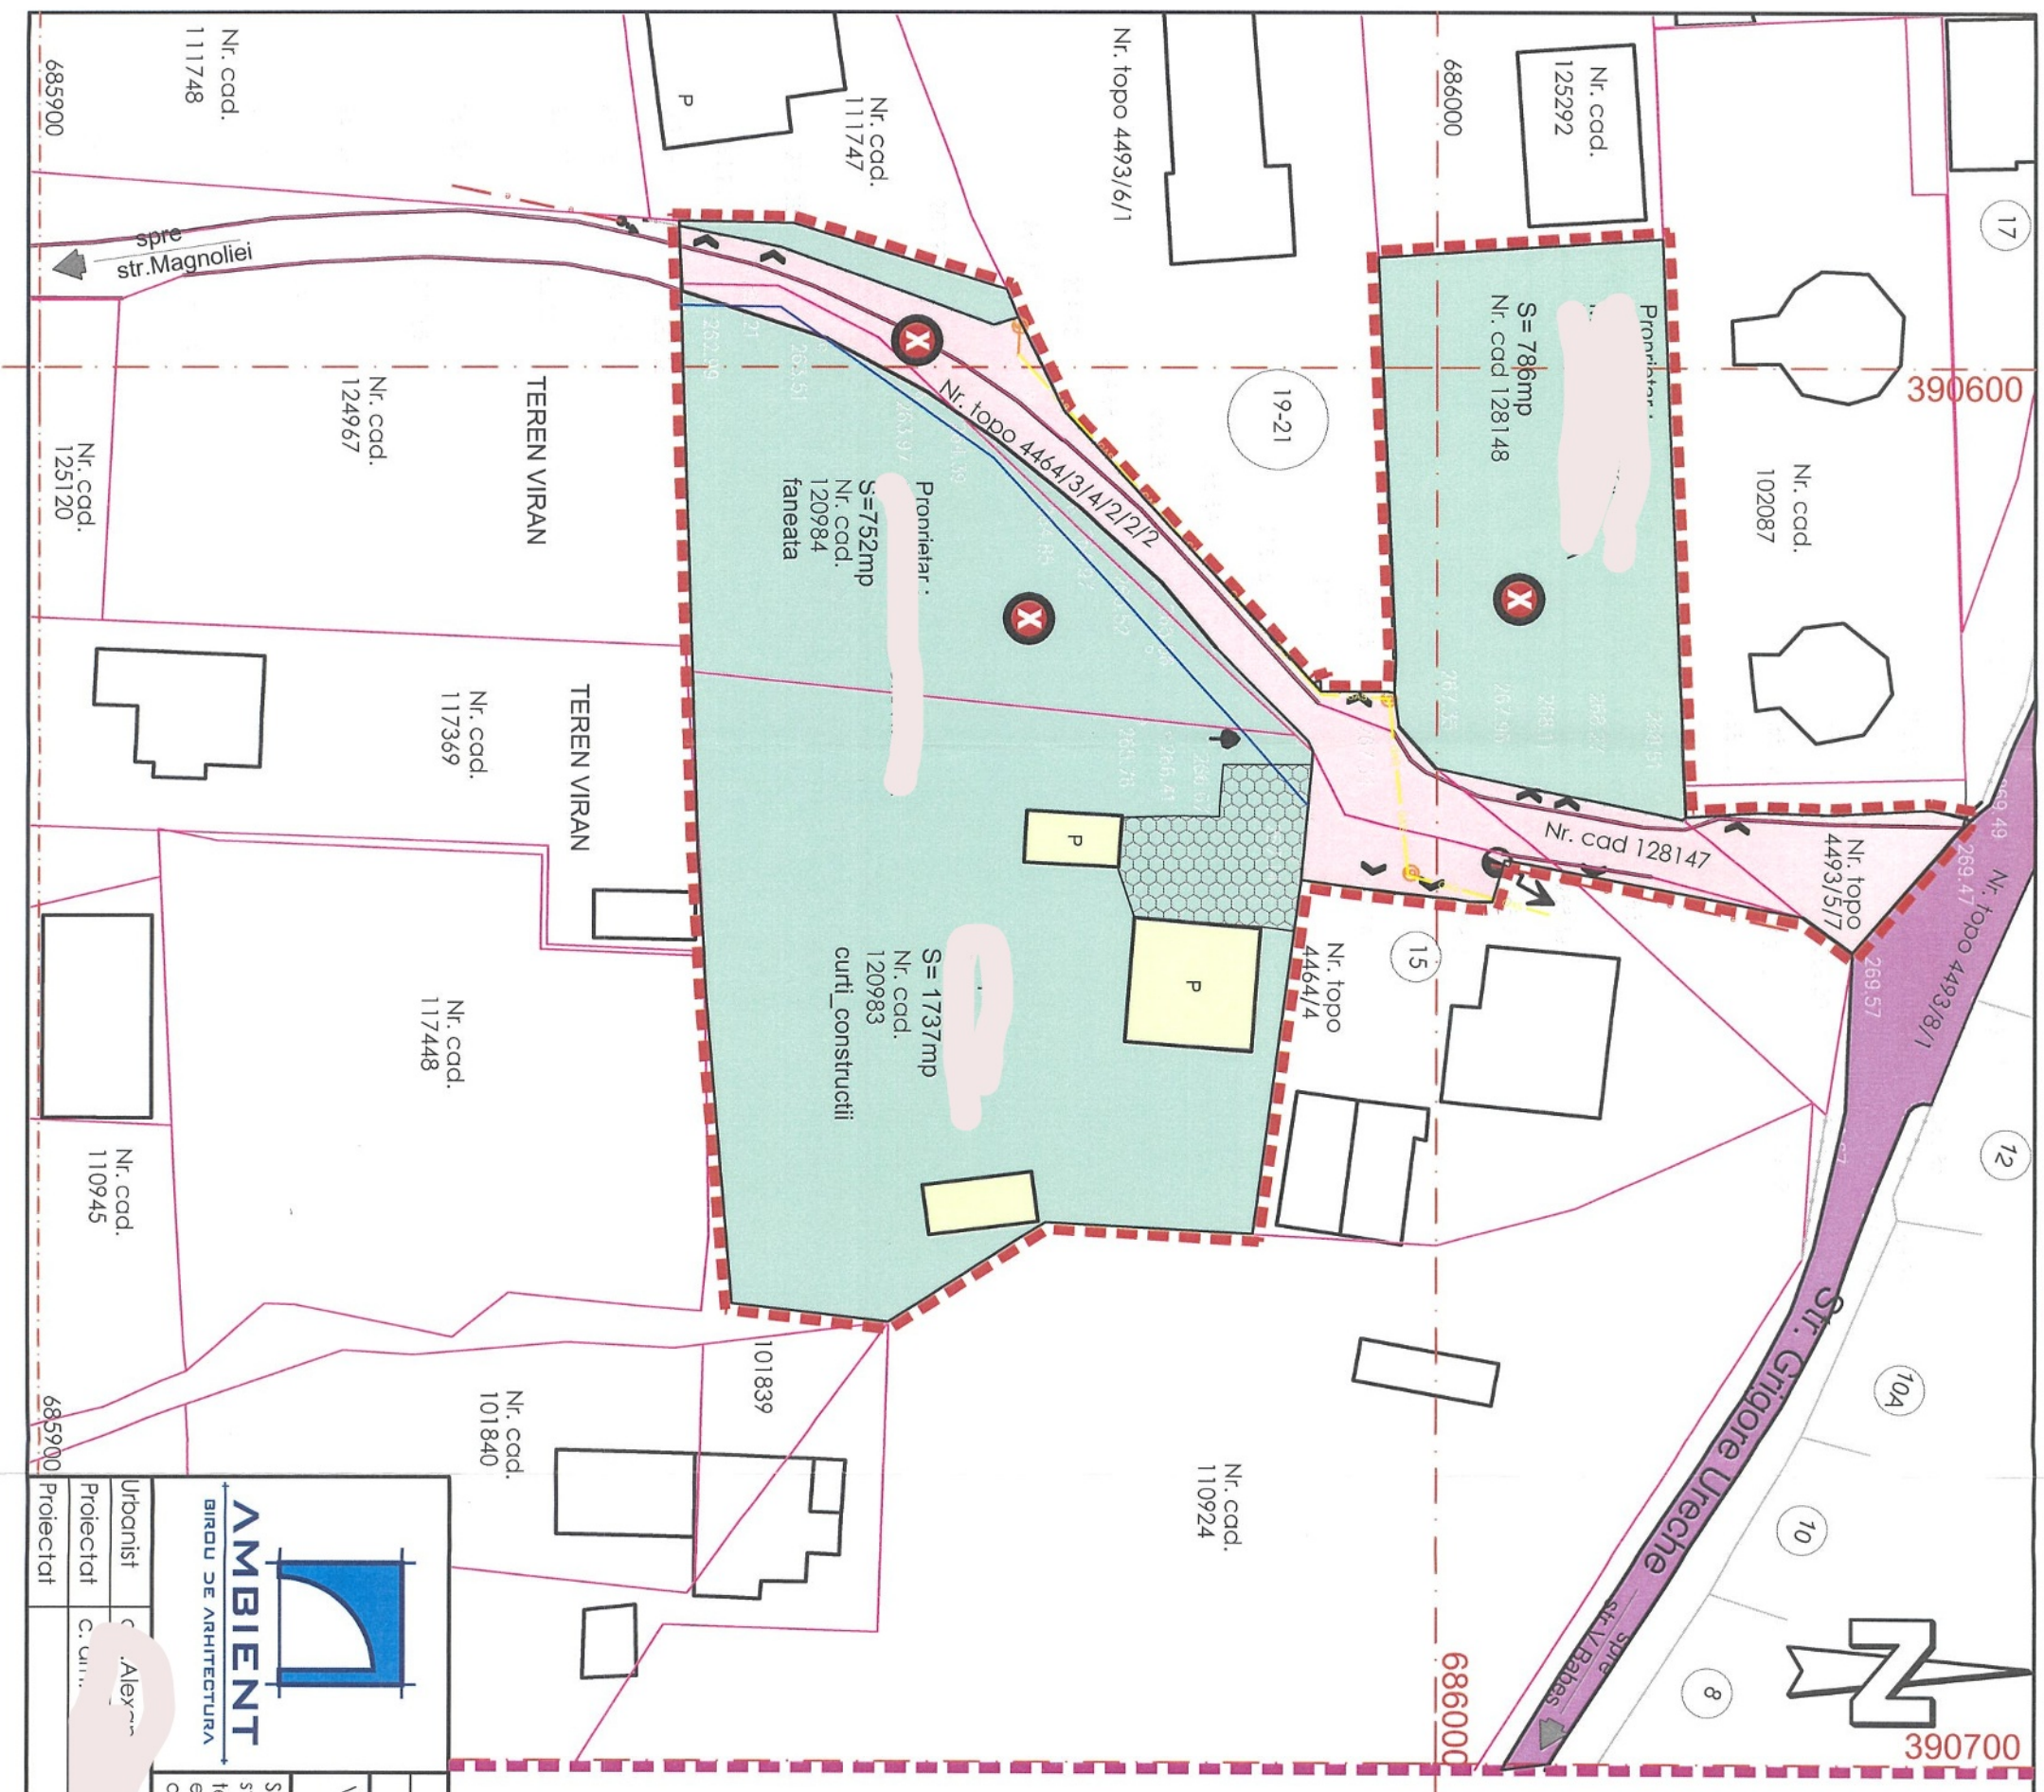 17
Nr. cad.
125292
686000
Nr. topo 4493/6/1
Nr. cad.
111747
P
Nr. cad.
111748
685900
spre
str.Magnoliei
390600
Nr. cad.
102087
Proprietar :
S= 786mp
Nr. cad 128148
X
19-21
X
Nr. topo 4464/3/4/2/2/2
TEREN VIRAN
Nr. cad.
124967
Nr. cad.
125120
Proprietar :
S=752mp
Nr. cad.
120984
faneata
X
TEREN VIRAN
Nr. cad.
117369
Nr. cad 128147
Nr. topo
4493/5/7
269.49
269.47
269.57
Nr. topo 4493/8/1
15
Nr. topo
4464/4
P
P
S= 1737mp
Nr. cad.
120983
curti_constructii
Nr. cad.
117448
Nr. cad.
110945
12
10A
10
8
Str. Grigore Ureche
spre
str.V.Babes
N
390700
686000
Nr. cad.
110924
101839
Nr. cad.
101840
685900
AMBIENT
BIROU DE ARHITECTURA
Urbanist
Proiectat
Proiectat